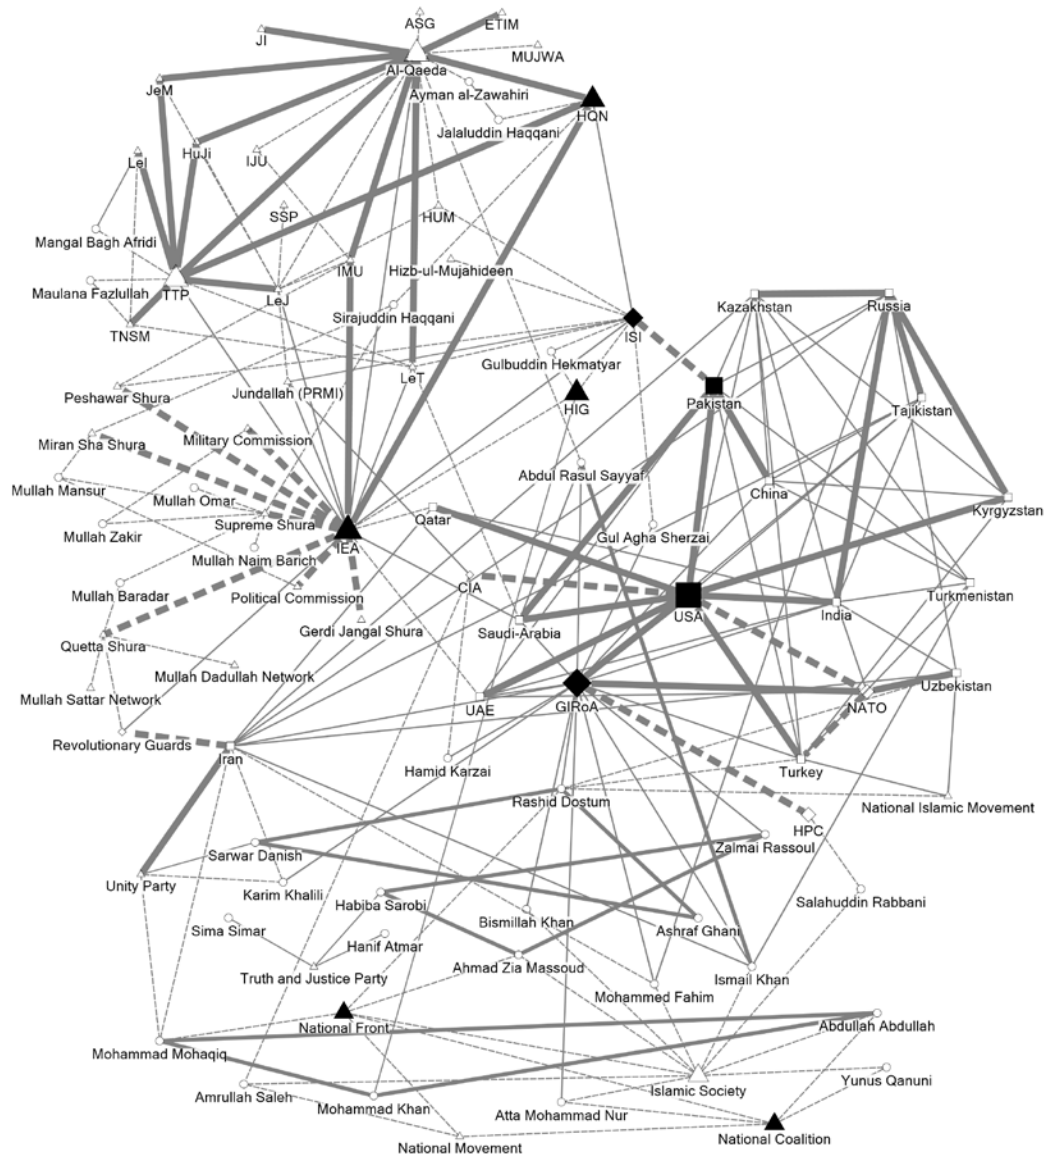 ASG
ETIM
JI
MUJWA
Al-Qaeda
JeM
Ayman al-Zawahiri
HQN
Jalaluddin Haqqani
LeI
HuJi
IJU
SSP
HUM
Mangal Bagh Afridi
IMU
Hizb-ul-Mujahideen
Maulana Fazlullah
TTP
LeJ
Sirajuddin Haqqani
TNSM
ISI
Kazakhstan
Russia
Gulbuddin Hekmatyar
LeT
Peshawar Shura
Jundallah (PRMI)
HIG
Pakistan
Tajikistan
Miran Sha Shura
Military Commission
Abdul Rasul Sayyaf
Mullah Mansur
Mullah Omar
China
Kyrgyzstan
Mullah Zakir
Supreme Shura
Qatar
Gul Agha Sherzai
IEA
Mullah Naim Barich
CIA
Mullah Baradar
Political Commission
Turkmenistan
USA
India
Gerdi Jangal Shura
Saudi-Arabia
Quetta Shura
Mullah Dadullah Network
Uzbekistan
Mullah Sattar Network
UAE
GIRoA
NATO
Revolutionary Guards
Iran
Hamid Karzai
Turkey
Rashid Dostum
National Islamic Movement
HPC
Zalmai Rassoul
Sarwar Danish
Unity Party
Karim Khalili
Habiba Sarobi
Salahuddin Rabbani
Bismillah Khan
Ashraf Ghani
Sima Simar
Hanif Atmar
Ahmad Zia Massoud
Truth and Justice Party
Ismail Khan
Mohammed Fahim
National Front
Abdullah Abdullah
Mohammad Mohaqiq
Yunus Qanuni
Amrullah Saleh
Mohammad Khan
Islamic Society
Atta Mohammad Nur
National Coalition
National Movement